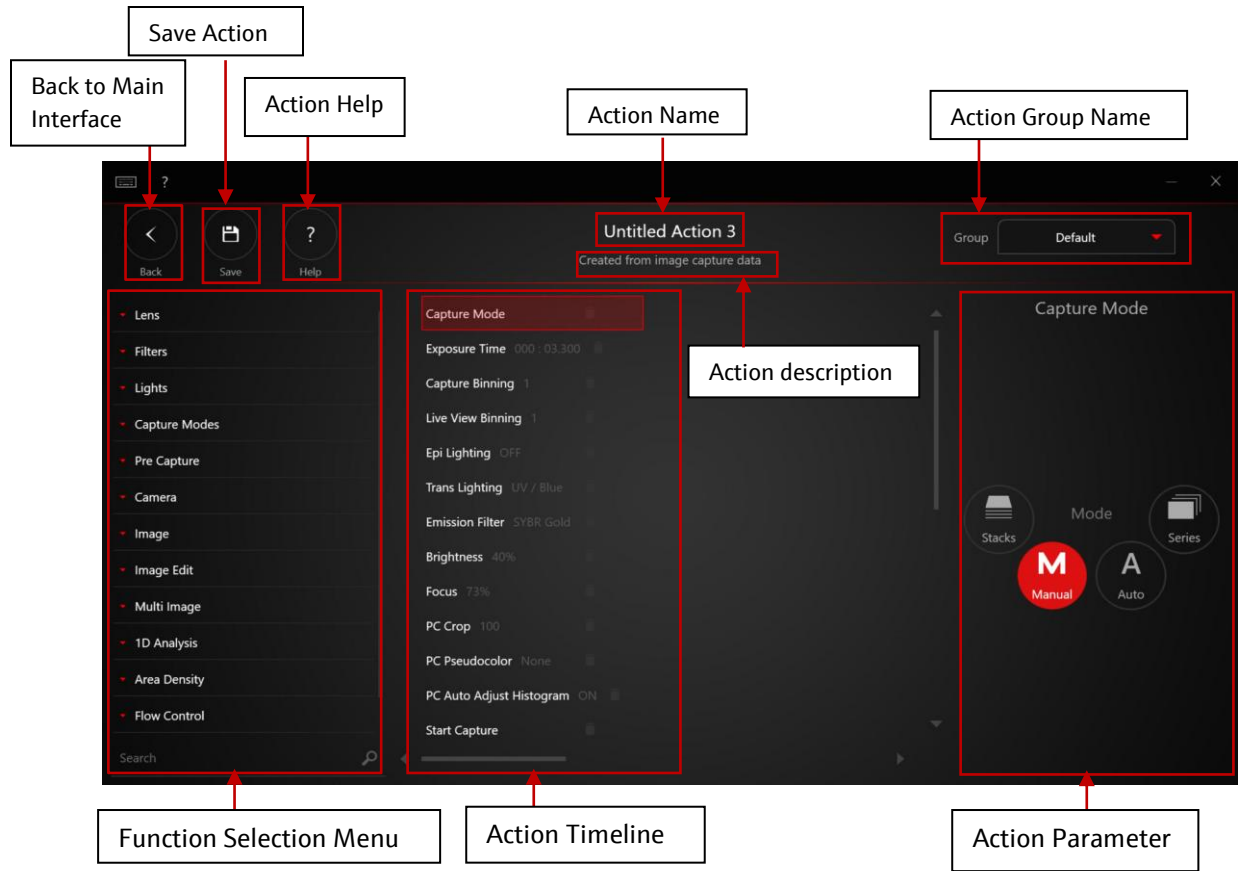 Save Action
Back to Main
Interface
Action Help
Action Name
Action Group Name
?
Back
Save
?
Help
Untitled Action 3
Created from image capture data
Group
Default
Lens
Filters
Lights
Capture Modes
Pre Capture
Camera
Image
Image Edit
Multi Image
1D Analysis
Area Density
Flow Control
Search
Capture Mode
Exposure Time 000 : 03.300
Capture Binning 1
Live View Binning 1
Epi Lighting OFF
Trans Lighting UV / Blue
Emission Filter SYBR Gold
Brightness 40%
Focus 73%
PC Crop 100
PC Pseudocolor None
PC Auto Adjust Histogram ON
Start Capture
Action description
Capture Mode
Mode
Stacks
Series
M
Manual
A
Auto
Function Selection Menu
Action Timeline
Action Parameter